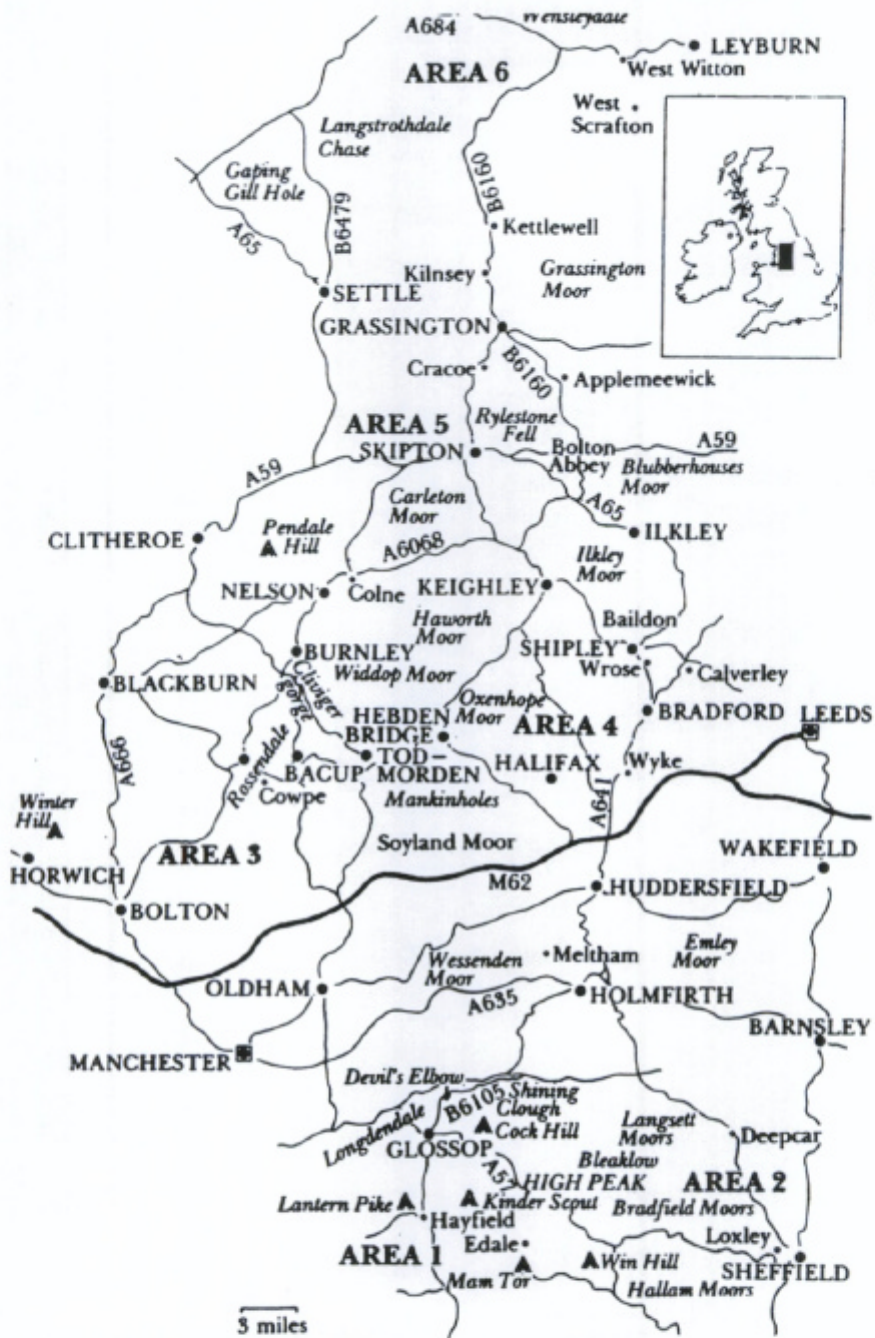 Wensleydale
A684
LEYBURN
AREA 6
West Witton
West
Scrafton
Langstrothdale
Chase
Gaping
Gill Hole
B6160
B6479
A65
Kettlewell
Kilnsey
Grassington
Moor
SETTLE
GRASSINGTON
Cracoe
B6160
Applemeewick
Rylestone
Fell
AREA 5
SKIPTON
Bolton
Abbey
A59
Blubberhouses
Moor
A59
Carleton
Moor
A65
CLITHEROE
Pendale
Hill
ILKLEY
A6068
Ilkley
Moor
NELSON
Colne
KEIGHLEY
Haworth
Moor
Baildon
BURNLEY
SHIPLEY
Widdop Moor
Wrose
Calverley
BLACKBURN
Cliviger
gorge
Oxenhope
Moor
AREA 4
BRADFORD
LEEDS
HEBDEN
BRIDGE
A666
Rossendale
BACUP
TOD-
MORDEN
HALIFAX
Wyke
Cowpe
Mankinholes
A641
Winter
Hill
Soyland Moor
AREA 3
WAKEFIELD
HORWICH
M62
HUDDERSFIELD
BOLTON
Meltham
Emley
Moor
Wessenden
Moor
OLDHAM
A635
HOLMFIRTH
BARNSLEY
MANCHESTER
Devil's Elbow
B6105
Shining
Clough
Cock Hill
Longdendale
GLOSSOP
Langsett
Moors
Deepcar
Bleaklow
A57
HIGH PEAK
AREA 2
Lantern Pike
Kinder Scout
Bradfield Moors
Hayfield
Loxley
AREA 1
Edale
Win Hill
SHEFFIELD
Mam Tor
Hallam Moors
3 miles